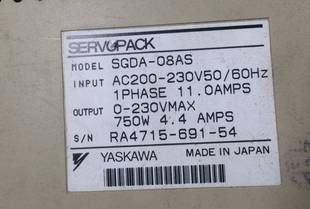 SERVOPACK
MODEL SGDA-08AS
INPUT AC200-230V50/60Hz
1PHASE 11.0AMPS
OUTPUT 0-230VMAX
750W 4.4 AMPS
S/N RA4715-691-54
YASKAWA MADE IN JAPAN